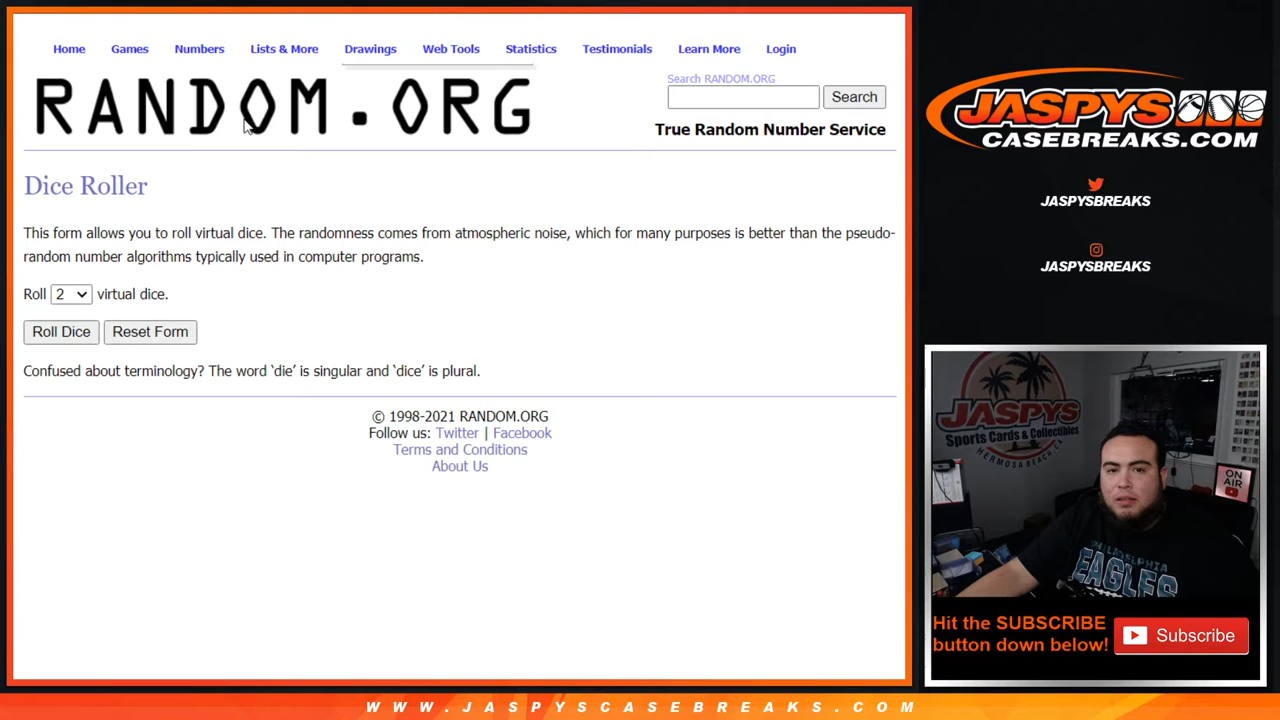 Home Games Numbers Lists & More Drawings Web Tools Statistics Testimonials Learn More Login
RANDOM.ORG
Search RANDOM.ORG
Search
True Random Number Service
Dice Roller
This form allows you to roll virtual dice. The randomness comes from atmospheric noise, which for many purposes is better than the pseudo-
random number algorithms typically used in computer programs.
Roll 2 virtual dice.
Roll Dice Reset Form
Confused about terminology? The word ‘die’ is singular and ‘dice’ is plural.
© 1998-2021 RANDOM.ORG
Follow us: Twitter | Facebook
Terms and Conditions
About Us
JASPYS
CASEBREAKS.COM
JASPYSBREAKS
JASPYSBREAKS
JASPYS
Sports Cards & Collectibles
HERMOSA BEACH, CA
ON
AIR
PHILADELPHIA
EAGLES
Hit the SUBSCRIBE
button down below!
Subscribe
WWW.JASPYSCASEBREAKS.COM